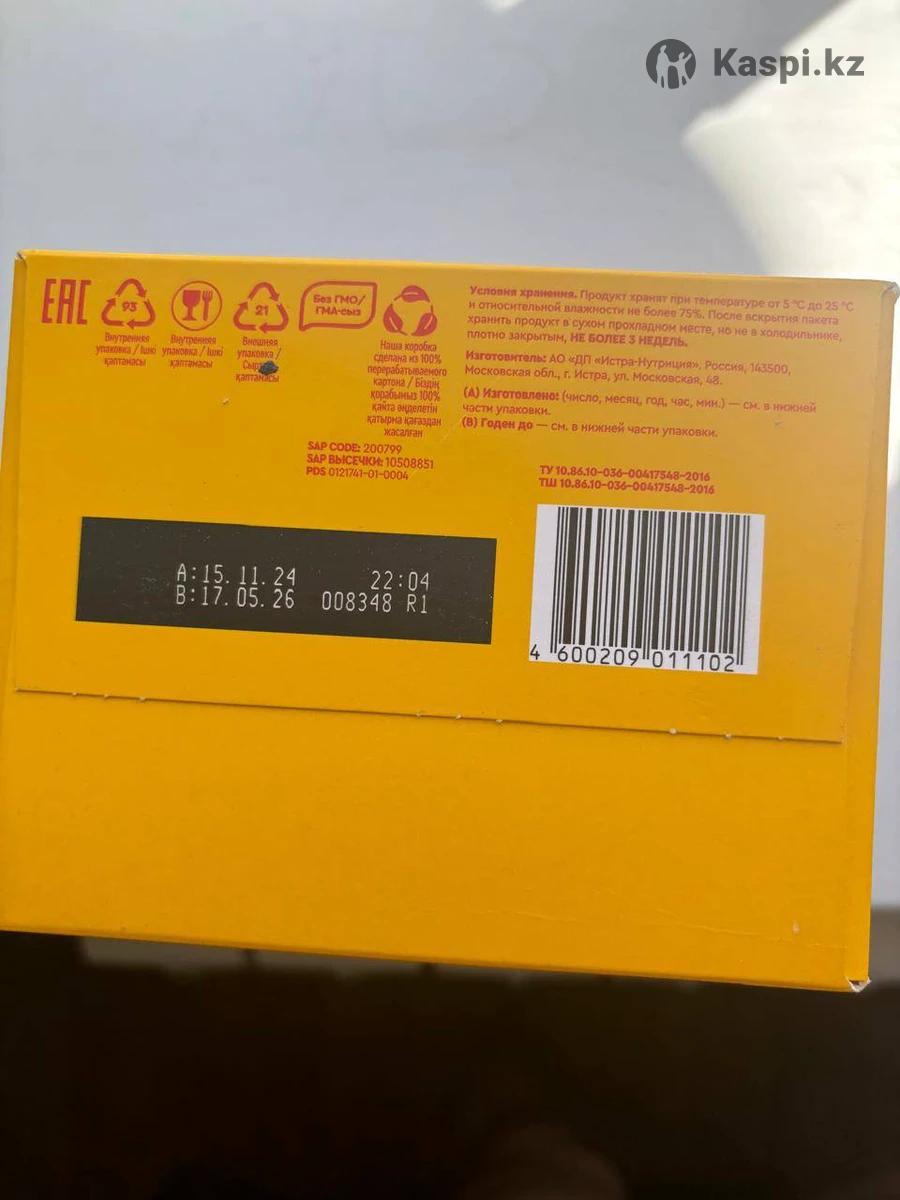 Kaspi.kz
EAC
93
Внутренняя
упаковка / Ішкі
қаптамасы
Внутренняя
упаковка / Ішкі
қаптамасы
21
Внешняя
упаковка /
қаптамасы
Без ГМО/
ГМА-сыз
Наша коробка
сделана из 100%
перерабатываемого
картона / Біздің
қорабымыз 100%
қайта өңделетін
қатырма қағаздан
жасалған
SAP CODE: 200799
SAP ВЫСЕЧКИ: 10508851
PDS 0121741-01-0004
Условия хранения. Продукт хранят при температуре от 5 °C до 25 °C
и относительной влажности не более 75%. После вскрытия пакета
хранить продукт в сухом прохладном месте, но не в холодильнике,
плотно закрытым, НЕ БОЛЕЕ 3 НЕДЕЛЬ.
Изготовитель: АО «ДП «Истра-Нутриция», Россия, 143500,
Московская обл., г. Истра, ул. Московская, 48.
(A) Изготовлено: (число, месяц, год, час, мин.) — см. в нижней
части упаковки.
(B) Годен до — см. в нижней части упаковки.
ТУ 10.86.10-036-00417548-2016
ТШ 10.86.10-036-00417548-2016
A:15.11.24 22:04
B:17.05.26 008348 R1
4 600209 011102